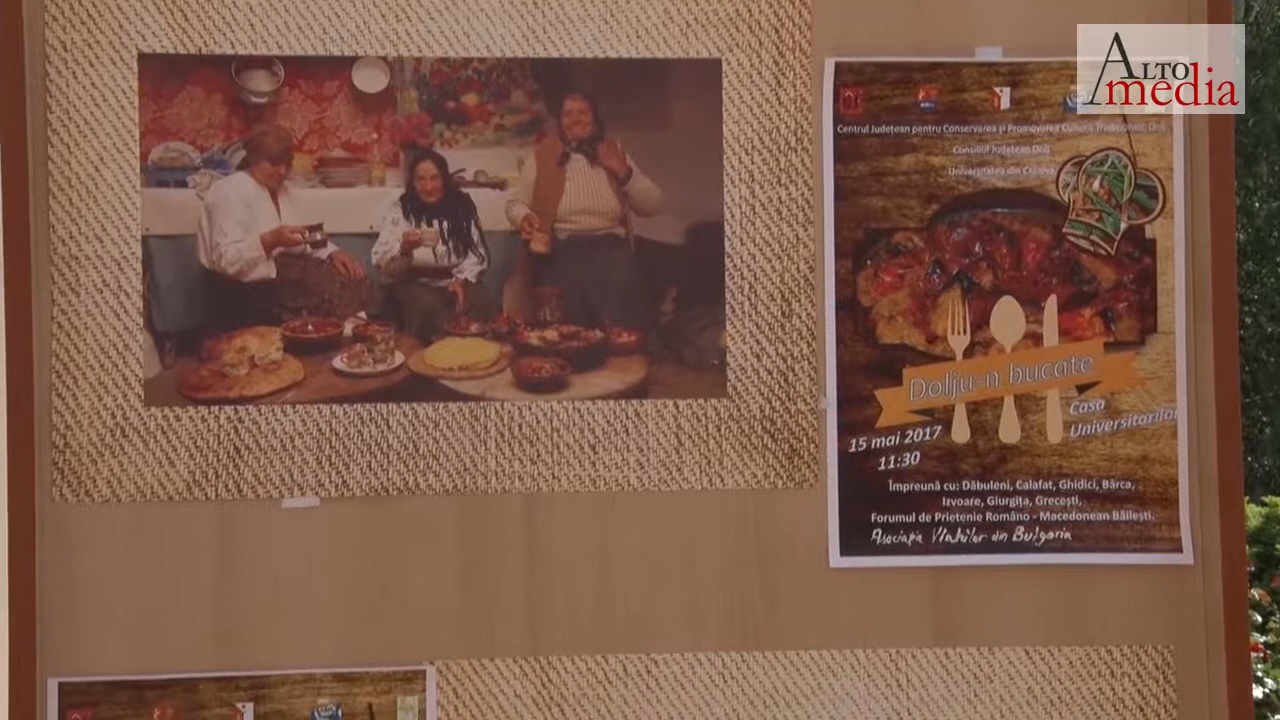 ALTO
media
Centrul Județean pentru Conservarea și Promovarea Culturii Tradiționale Dolj
Consiliul Județean Dolj
Universitatea din Craiova
Dolju-n bucate
Casa
Universitarilor
15 mai 2017
11:30
Împreună cu: Dăbuleni, Calafat, Ghidici, Bârca,
Izvoare, Giurgița, Grecești,
Forumul de Prietenie Româno - Macedonean Băilești.
Asociația Vlahilor din Bulgaria